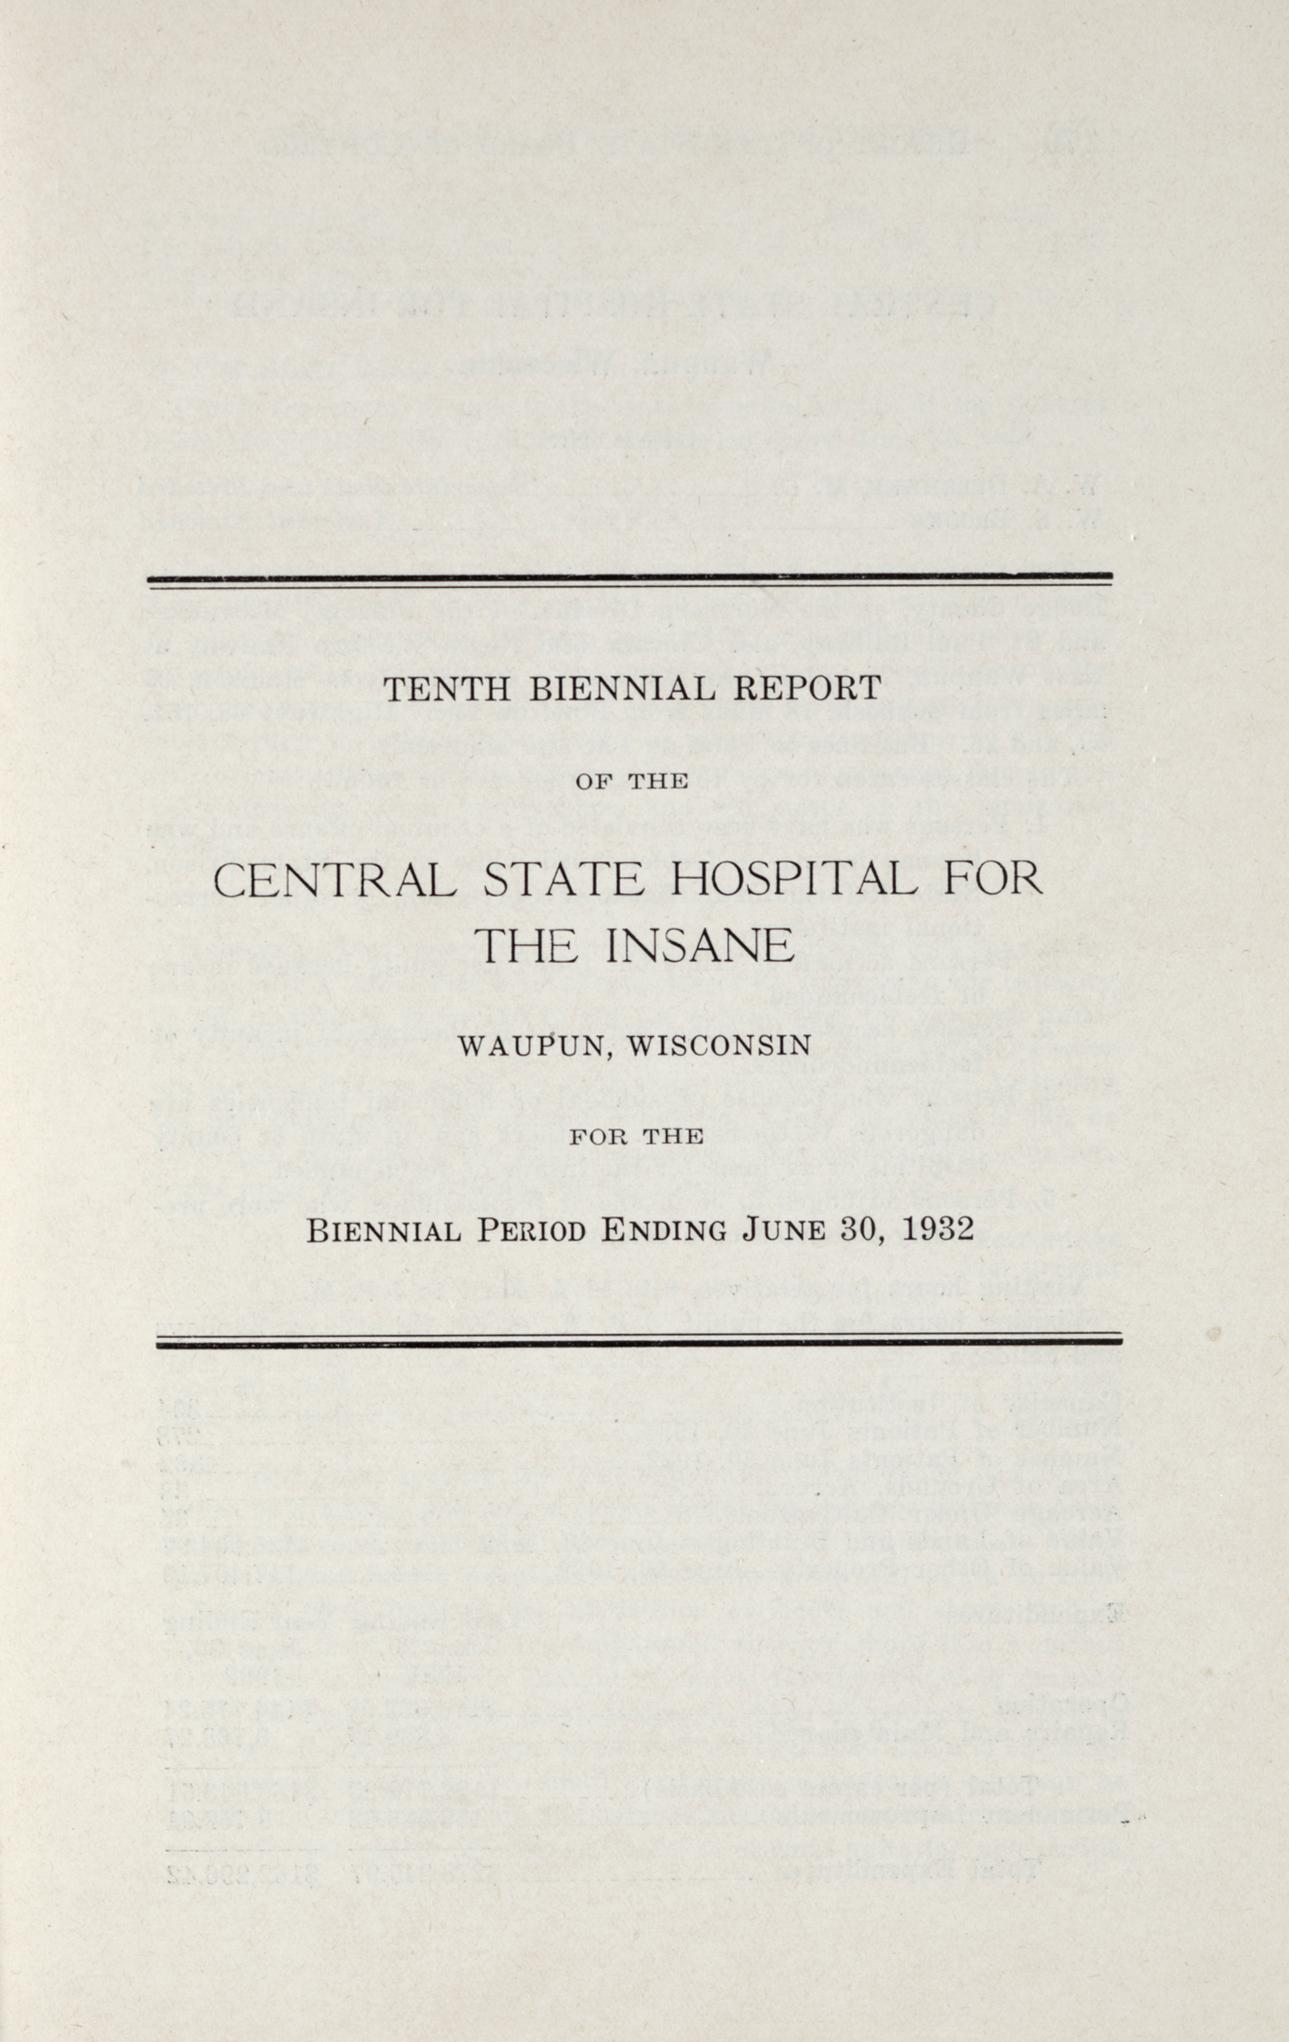 TENTH BIENNIAL REPORT
OF THE
CENTRAL STATE HOSPITAL FOR
THE INSANE
WAUPUN, WISCONSIN
FOR THE
BIENNIAL PERIOD ENDING JUNE 30, 1932